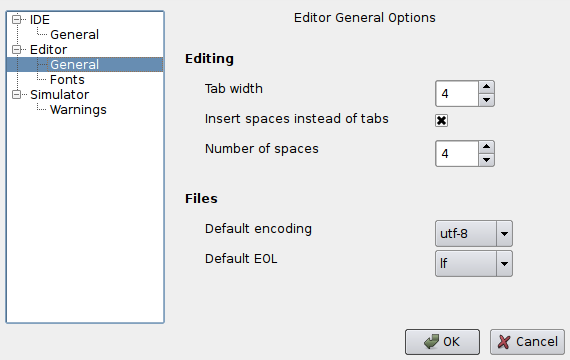 IDE
General
Editor
General
Fonts
Simulator
Warnings
Editor General Options
Editing
Tab width 4
Insert spaces instead of tabs
Number of spaces 4
Files
Default encoding utf-8
Default EOL lf
OK Cancel